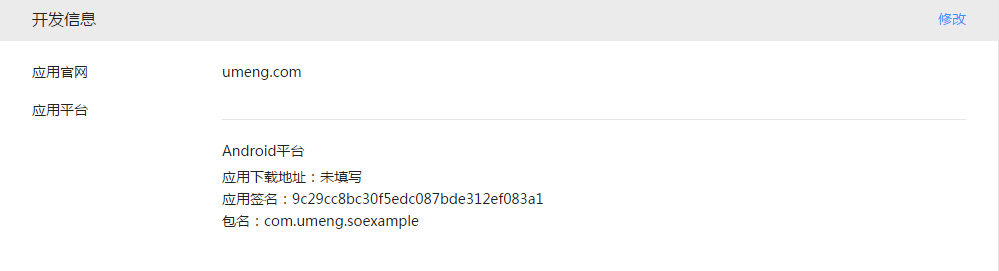 开发信息 修改
应用官网 umeng.com
应用平台
Android平台
应用下载地址：未填写
应用签名：9c29cc8bc30f5edc087bde312ef083a1
包名：com.umeng.soexample